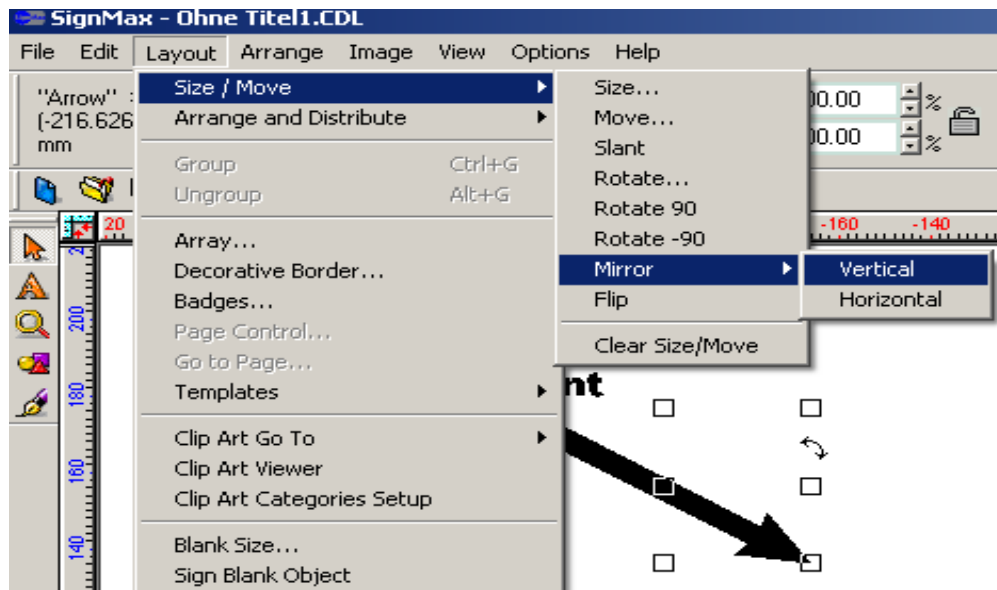 SignMax - Ohne Titel1.CDL
File Edit Layout Arrange Image View Options Help
"Arrow" :
(-216.626
mm
00.00 %
00.00 %
Size / Move
Arrange and Distribute
Group Ctrl+G
Ungroup Alt+G
Array...
Decorative Border...
Badges...
Page Control...
Go to Page...
Templates
Clip Art Go To
Clip Art Viewer
Clip Art Categories Setup
Blank Size...
Sign Blank Object
Size...
Move...
Slant
Rotate...
Rotate 90
Rotate -90
Mirror
Flip
Clear Size/Move
Vertical
Horizontal
20
-160 -140
200
180
160
140
nt